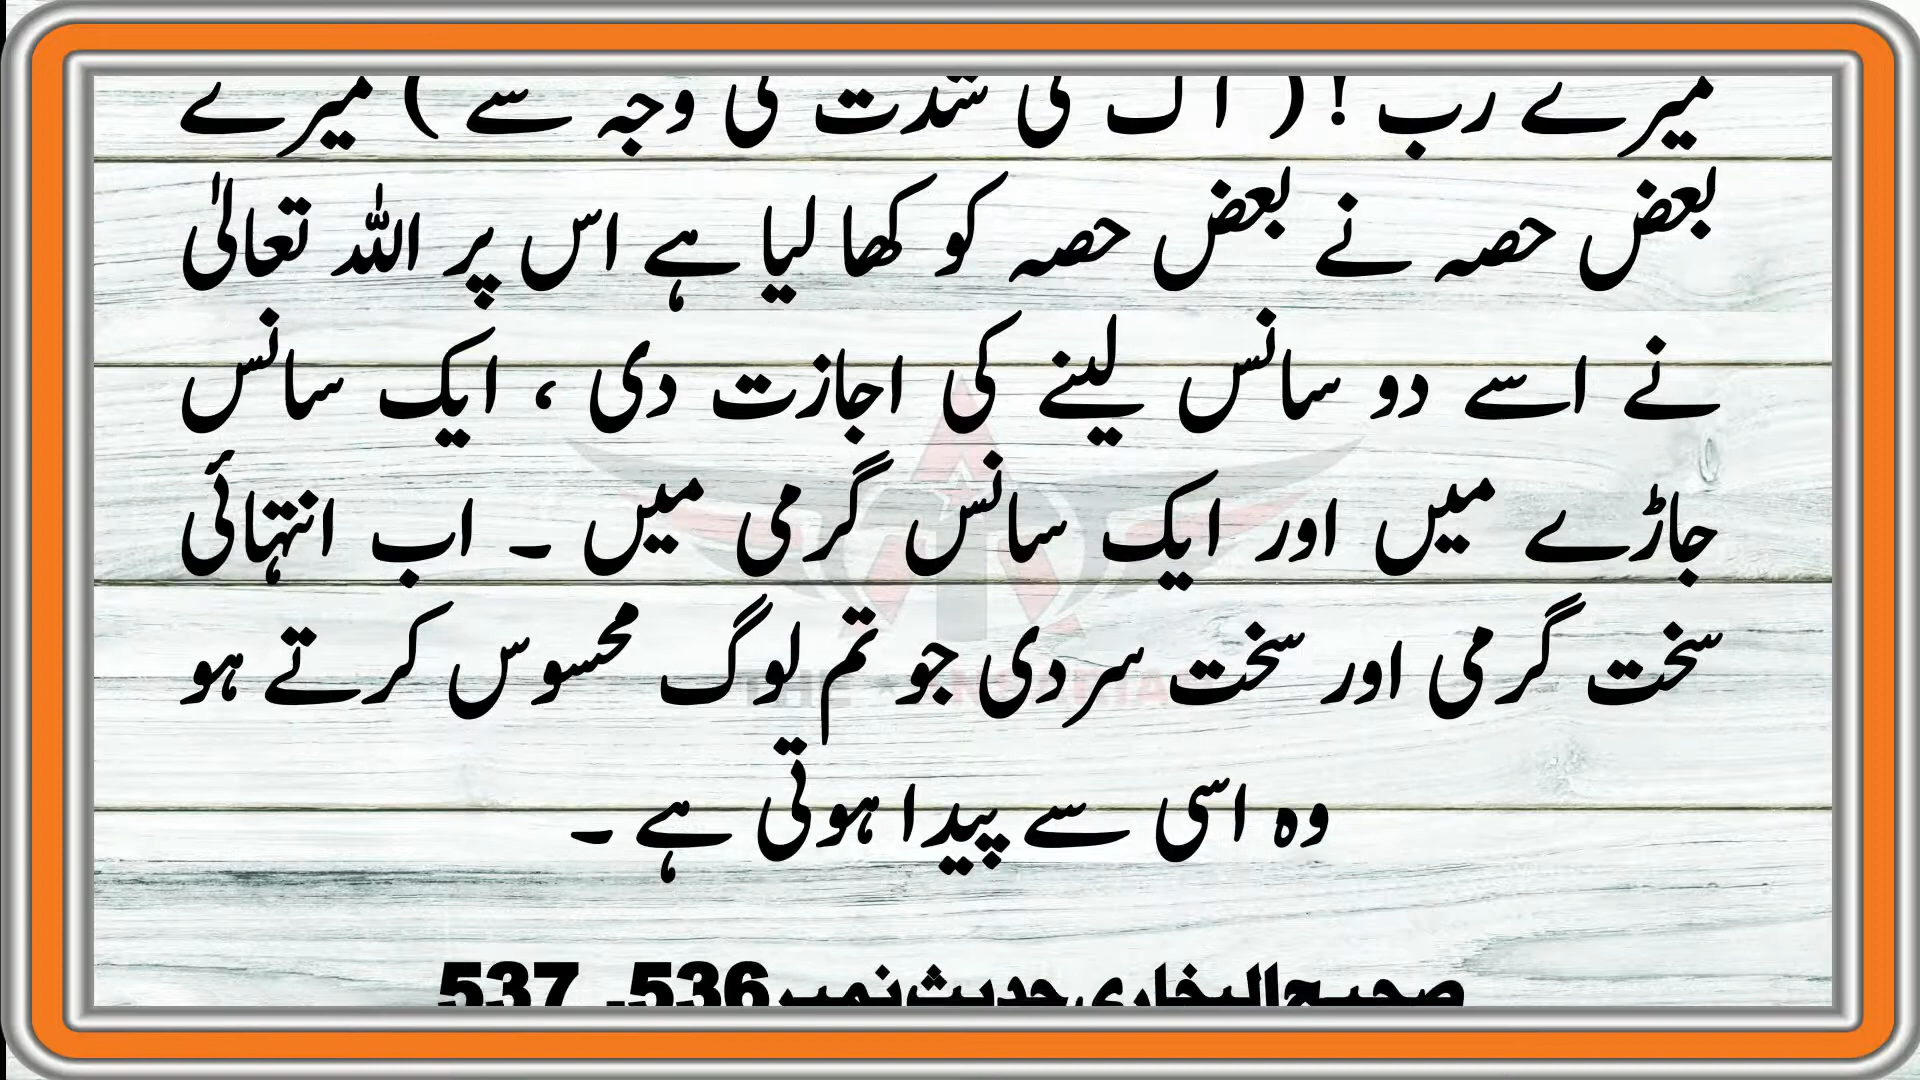 میرے رب ! ( آگ کی شدت کی وجہ سے ) میرے
بعض حصہ نے بعض حصہ کو کھا لیا ہے اس پر اللہ تعالیٰ
نے اسے دو سانس لینے کی اجازت دی ، ایک سانس
جاڑے میں اور ایک سانس گرمی میں ۔ اب انتہائی
سخت گرمی اور سخت سردی جو تم لوگ محسوس کرتے ہو
وہ اسی سے پیدا ہوتی ہے ۔
صحیح البخاری حدیث نمبر 536۔ 537